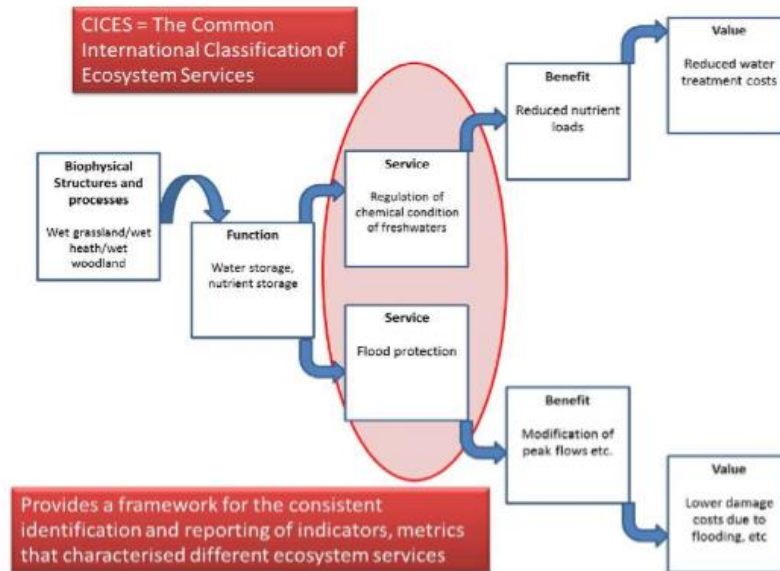 CICES = The Common
International Classification of
Ecosystem Services
Biophysical
Structures and
processes
Wet grassland/wet
heath/wet
woodland
Function
Water storage,
nutrient storage
Service
Regulation of
chemical condition
of freshwaters
Benefit
Reduced nutrient
loads
Value
Reduced water
treatment costs
Service
Flood protection
Benefit
Modification of
peak flows etc.
Value
Lower damage
costs due to
flooding, etc
Provides a framework for the consistent
identification and reporting of indicators, metrics
that characterised different ecosystem services